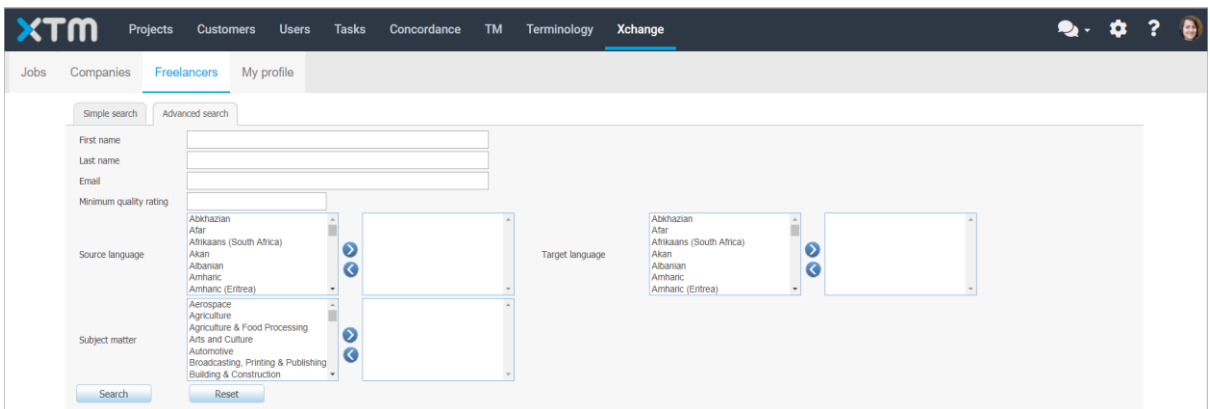 XTM Projects Customers Users Tasks Concordance TM Terminology Xchange ?
Jobs Companies Freelancers My profile
Simple search Advanced search
First name
Last name
Email
Minimum quality rating
Source language
Abkhazian
Afar
Afrikaans (South Africa)
Akan
Albanian
Amharic
Amharic (Eritrea)
Target language
Abkhazian
Afar
Afrikaans (South Africa)
Akan
Albanian
Amharic
Amharic (Eritrea)
Subject matter
Aerospace
Agriculture
Agriculture & Food Processing
Arts and Culture
Automotive
Broadcasting, Printing & Publishing
Building & Construction
Search Reset